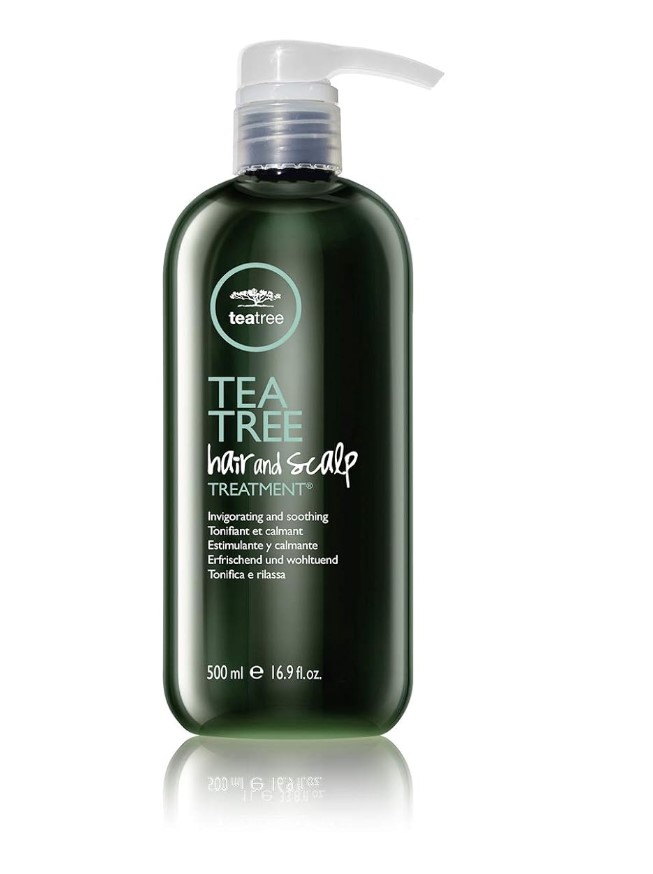 teatree
TEA
TREE
hair and scalp
TREATMENT®
Invigorating and soothing
Tonifiant et calmant
Estimulante y calmante
Erfrischend und wohltuend
Tonifica e rilassa
500 ml e 16.9 fl.oz.